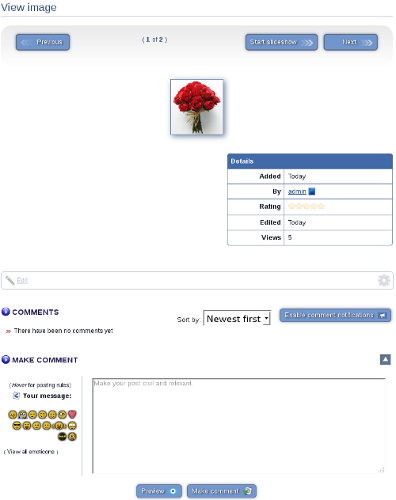 View image
Previous
( 1 of 2 )
Start slideshow
Next
Details
Added Today
By admin
Rating
Edited Today
Views 5
Edit
COMMENTS
Sort by: Newest first
Enable comment notifications
There have been no comments yet
MAKE COMMENT
(Hover for posting rules)
Your message:
Make your post civil and relevant.
( View all emoticons )
Preview
Make comment